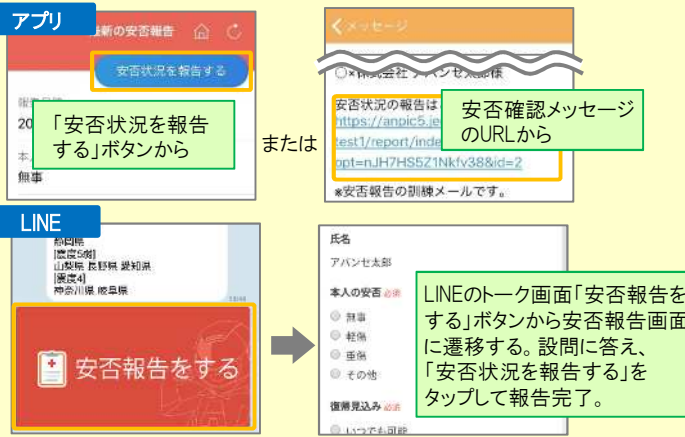 アプリ
最新の安否報告
安否状況を報告する
「安否状況を報告
する」ボタンから
20
無事
または
メッセージ
安否状況の報告は
https://anpic5.je
test1/report/inde
opt=nJH7HS5Z1Nkfv38&id=2
安否確認メッセージ
のURLから
*安否報告の訓練メールです。
LINE
静岡県
[震度5弱]
山梨県 長野県 愛知県
[震度4]
神奈川県 岐阜県
安否報告をする
氏名
アバンセ太郎
本人の安否 必須
無事
軽傷
重傷
その他
復帰見込み 必須
いつでも可能
LINEのトーク画面「安否報告を
する」ボタンから安否報告画面
に遷移する。設問に答え、
「安否状況を報告する」を
タップして報告完了。